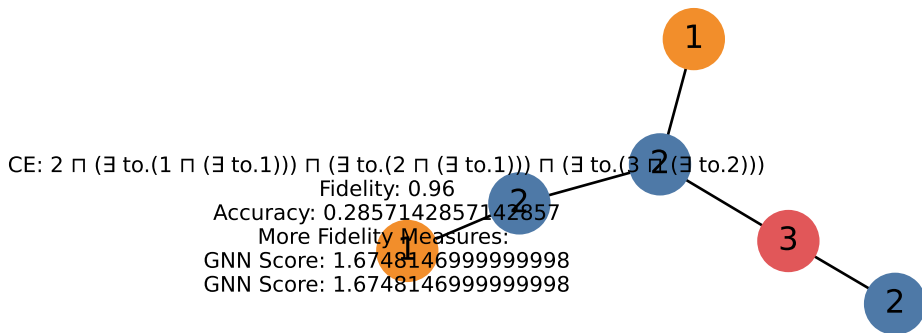 1
CE: 2 ⊓ (∃ to.(1 ⊓ (∃ to.1))) ⊓ (∃ to.(2 ⊓ (∃ to.1))) ⊓ (∃ to.(3 ⊓ (∃ to.2)))
2
Fidelity: 0.96
2
Accuracy: 0.2857142857142857
More Fidelity Measures:
3
1
GNN Score: 1.6748146999999998
GNN Score: 1.6748146999999998
2